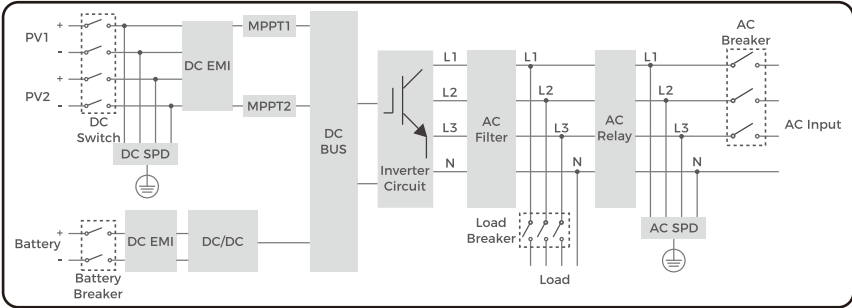 PV1
+
-
PV2
+
-
DC
Switch
DC SPD
DC EMI
MPPT1
MPPT2
DC
BUS
Battery
+
-
Battery
Breaker
DC EMI
DC/DC
Inverter
Circuit
L1
L2
L3
N
AC
Filter
L1
L2
L3
N
Load
Breaker
Load
AC
Relay
L1
L2
L3
N
AC SPD
AC
Breaker
AC Input